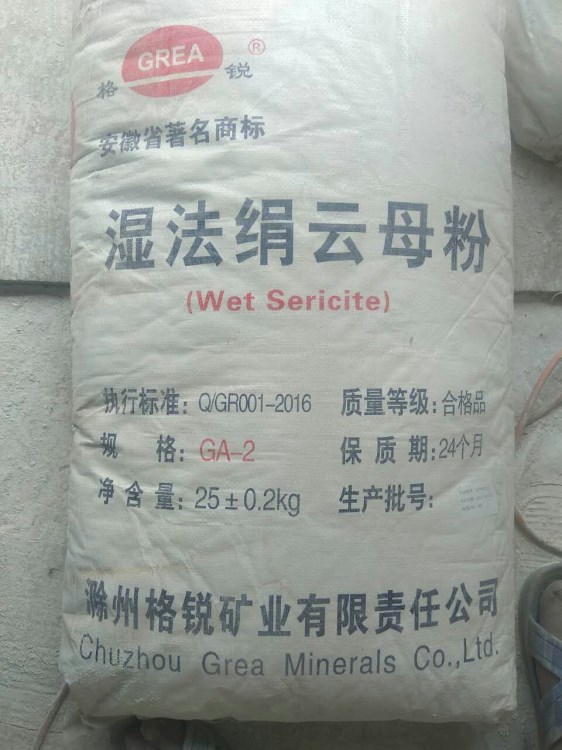 GREA ®
格 锐
安徽省著名商标
湿法绢云母粉
(Wet Sericite)
执行标准: Q/GR001-2016 质量等级: 合格品
规 格: GA-2 保 质 期: 24个月
净 含 量: 25±0.2kg 生产批号:
滁州格锐矿业有限责任公司
Chuzhou Grea Minerals Co.,Ltd.